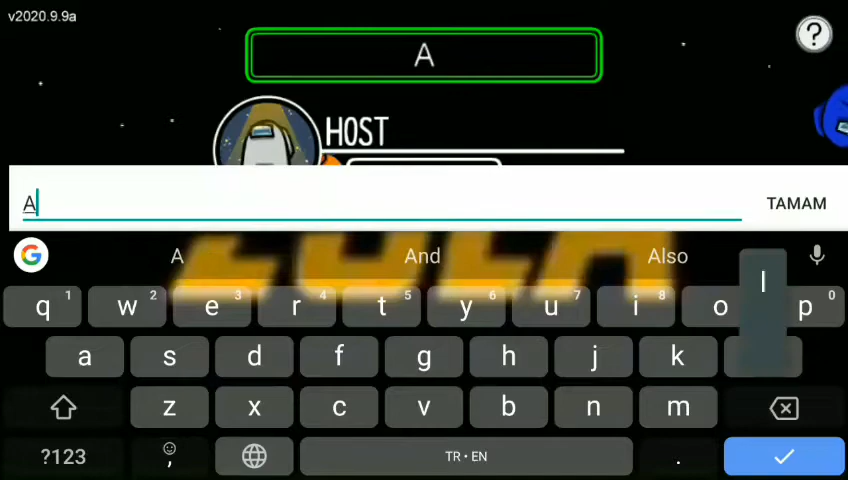 v2020.9.9a
?
A
HOST
A
TAMAM
G
A And Also
l
q 1 w 2 e 3 r 4 t 5 y 6 u 7 i 8 o p 0
a s d f g h j k
z x c v b n m
?123 , TR • EN .